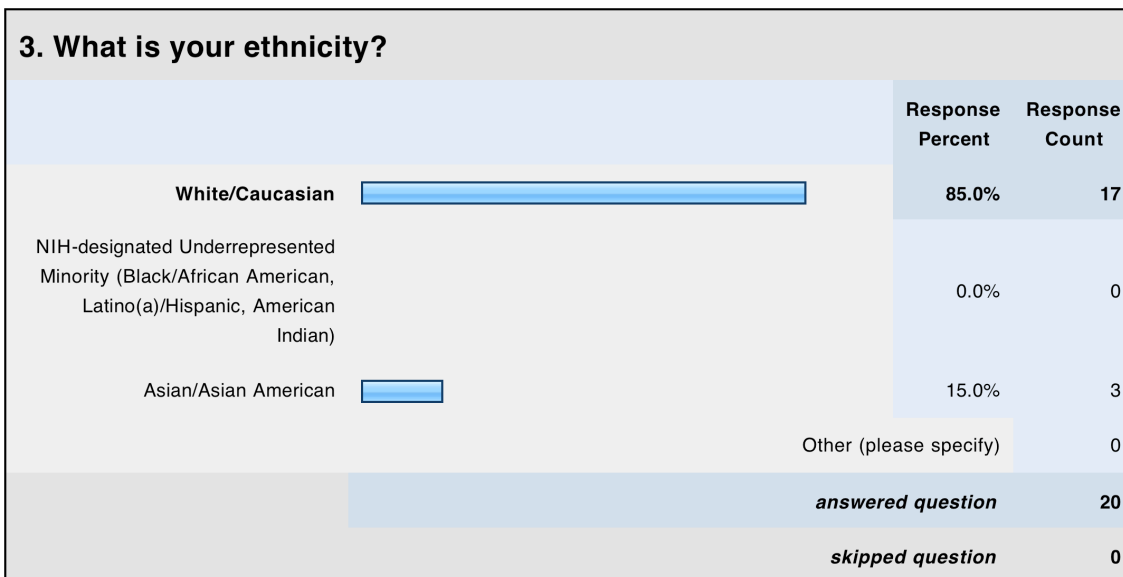 3. What is your ethnicity?
Response Response
Percent Count
White/Caucasian 85.0% 17
NIH-designated Underrepresented
Minority (Black/African American,
Latino(a)/Hispanic, American
Indian)
0.0% 0
Asian/Asian American 15.0% 3
Other (please specify) 0
answered question 20
skipped question 0